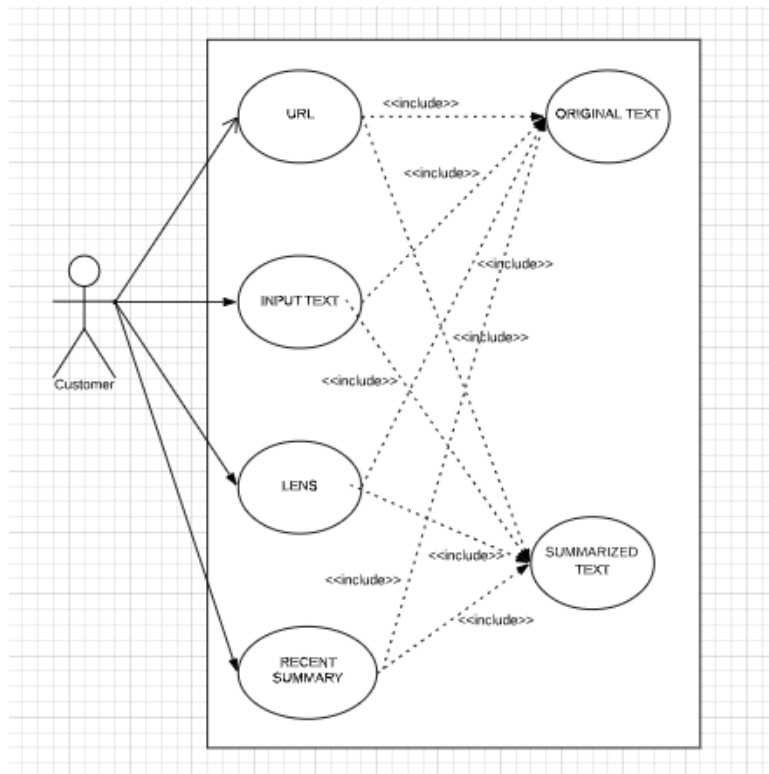 <<include>>
URL
ORIGINAL TEXT
<<include>>
<<include>>
INPUT TEXT
<<include>>
<<include>>
Customer
LENS
<<include>>
SUMMARIZED
TEXT
<<include>>
<<include>>
RECENT
SUMMARY